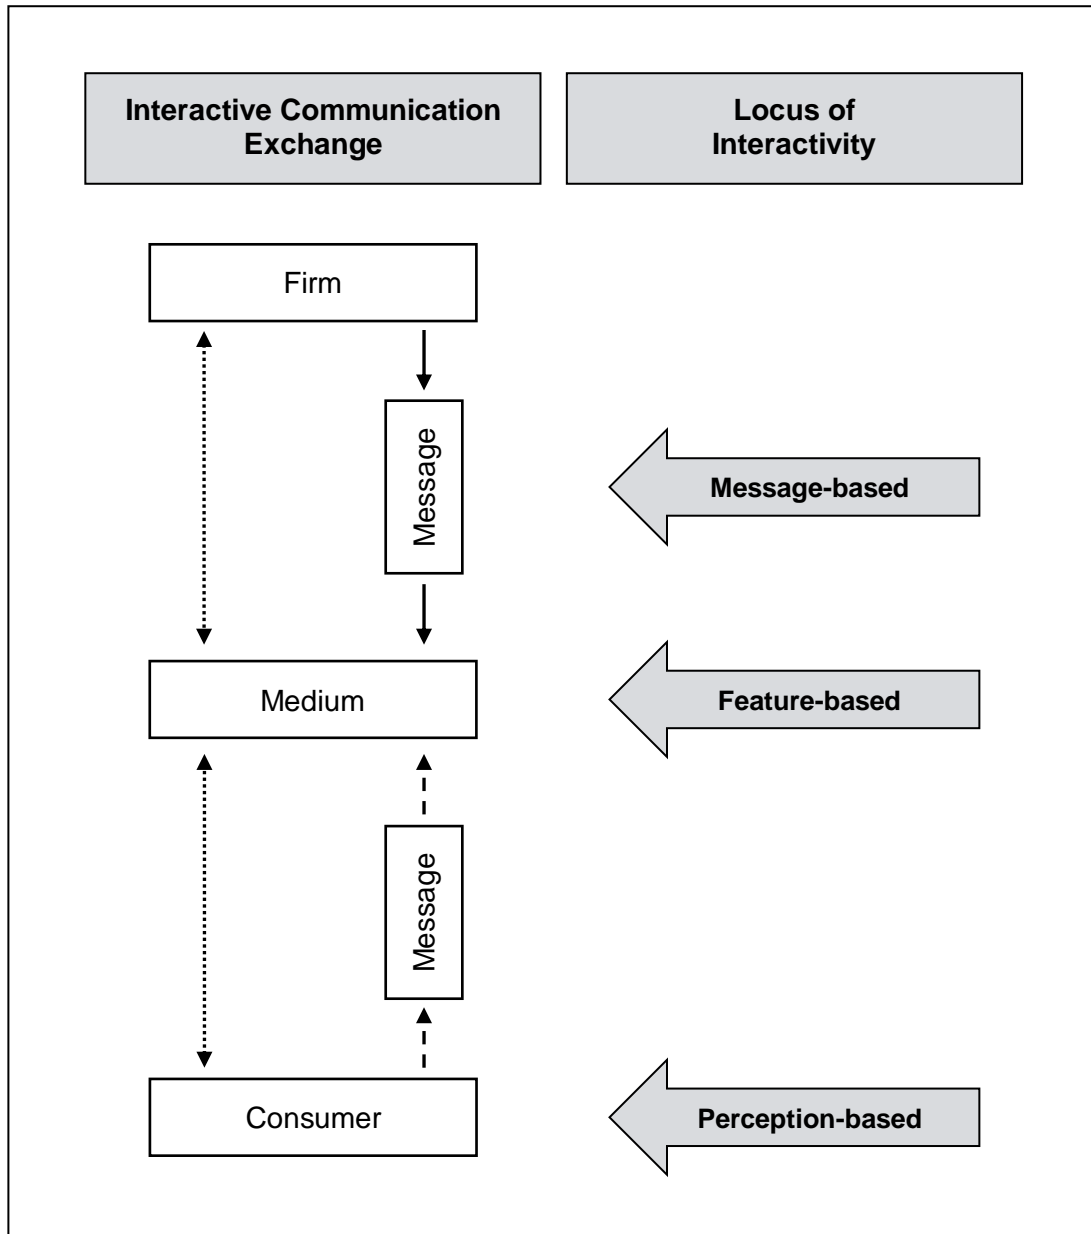 Interactive Communication
Exchange
Locus of
Interactivity
Firm
Message
Message-based
Medium
Feature-based
Message
Consumer
Perception-based